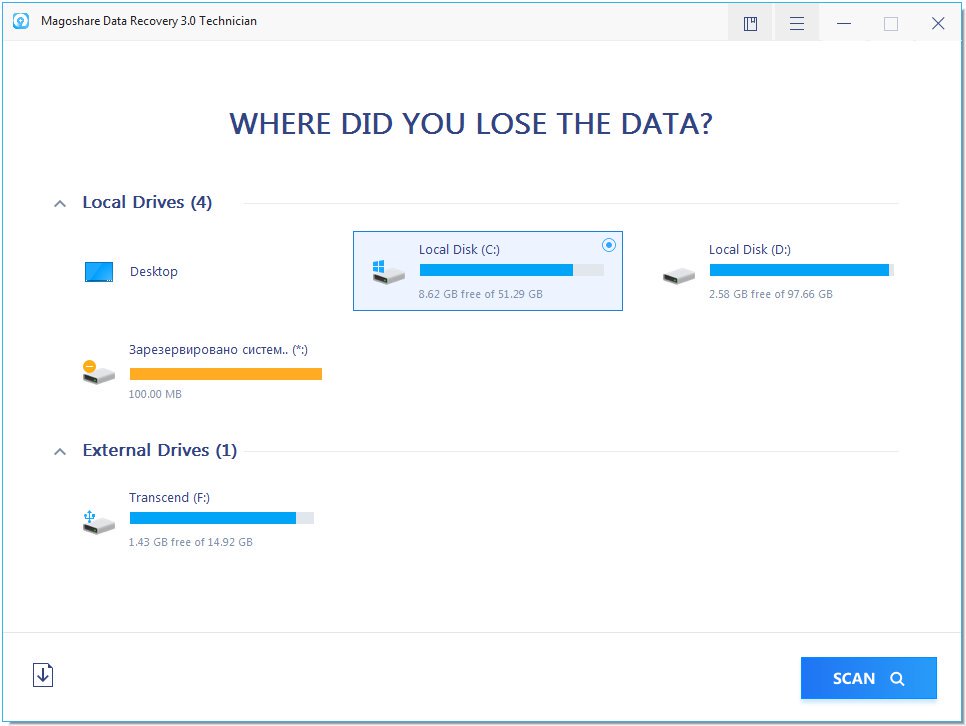 Magoshare Data Recovery 3.0 Technician
WHERE DID YOU LOSE THE DATA?
Local Drives (4)
Desktop
Local Disk (C:)
8.62 GB free of 51.29 GB
Local Disk (D:)
2.58 GB free of 97.66 GB
Зарезервировано систем.. (*:)
100.00 MB
External Drives (1)
Transcend (F:)
1.43 GB free of 14.92 GB
SCAN